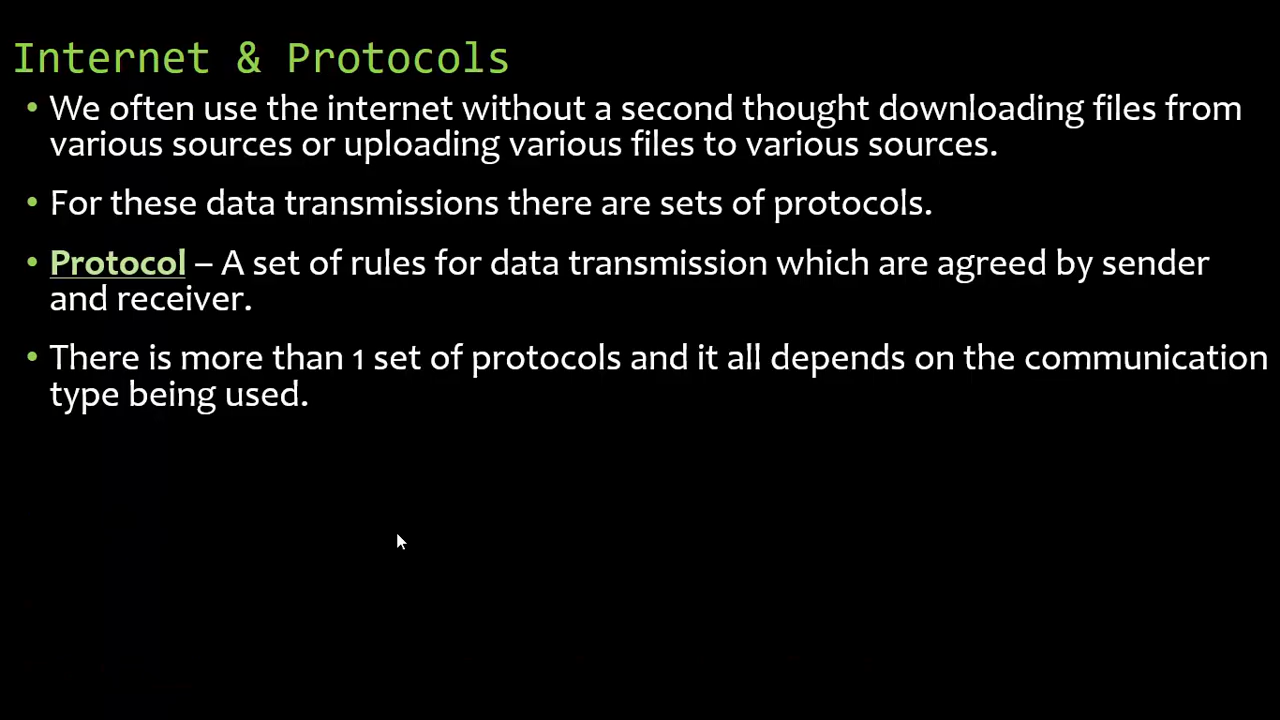 Internet & Protocols
• We often use the internet without a second thought downloading files from
various sources or uploading various files to various sources.
• For these data transmissions there are sets of protocols.
• Protocol – A set of rules for data transmission which are agreed by sender
and receiver.
• There is more than 1 set of protocols and it all depends on the communication
type being used.